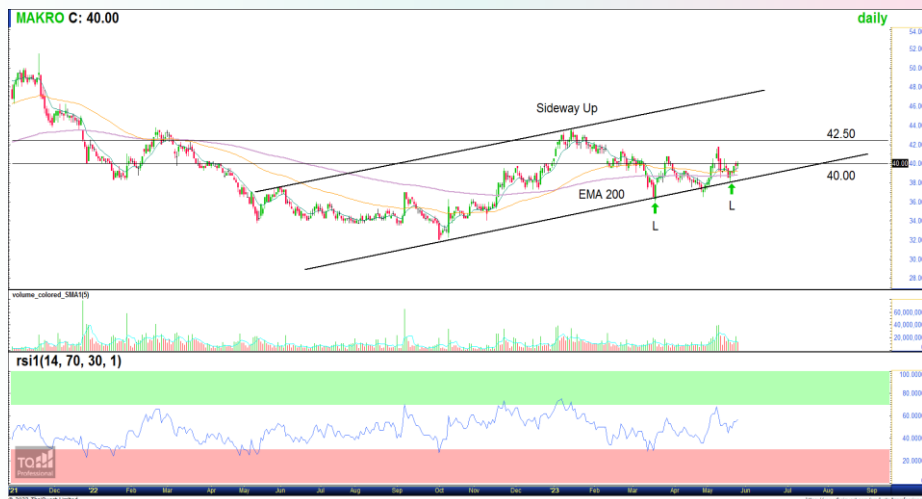 MAKRO C: 40.00
daily
54.00
52.00
50.00
48.00
46.00
44.00
42.00
40.00
38.00
36.00
34.00
32.00
30.00
28.00
Sideway Up
42.50
40.00
EMA 200
L
L
volume_colored_SMA1(5)
60,000,000
40,000,000
20,000,000
rsi1(14, 70, 30, 1)
100.0000
80.0000
60.0000
40.0000
20.0000
TQ
Professional
'21 Dec '22 Feb Mar Apr May Jun Jul Aug Sep Oct Nov Dec '23 Feb Mar Apr May Jun Jul Aug Sep